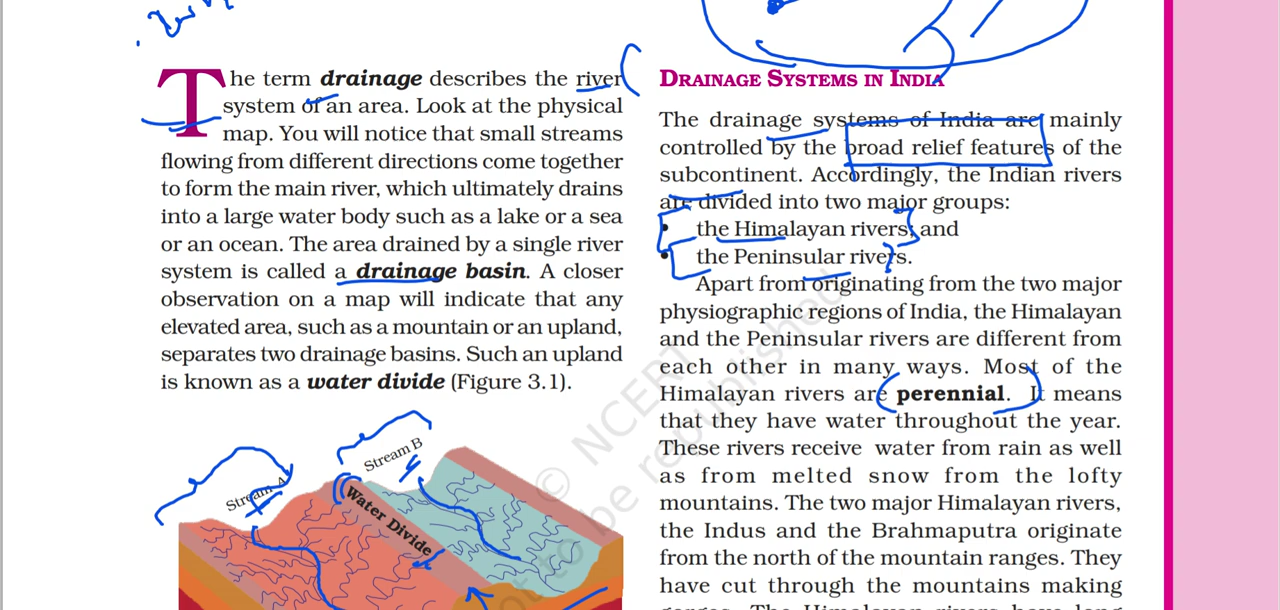 The term drainage describes the river
system of an area. Look at the physical
map. You will notice that small streams
flowing from different directions come together
to form the main river, which ultimately drains
into a large water body such as a lake or a sea
or an ocean. The area drained by a single river
system is called a drainage basin. A closer
observation on a map will indicate that any
elevated area, such as a mountain or an upland,
separates two drainage basins. Such an upland
is known as a water divide (Figure 3.1).
Stream A
Stream B
Water Divide
DRAINAGE SYSTEMS IN INDIA
The drainage systems of India are mainly
controlled by the broad relief features of the
subcontinent. Accordingly, the Indian rivers
are divided into two major groups:
• the Himalayan rivers; and
• the Peninsular rivers.
Apart from originating from the two major
physiographic regions of India, the Himalayan
and the Peninsular rivers are different from
each other in many ways. Most of the
Himalayan rivers are perennial. It means
that they have water throughout the year.
These rivers receive water from rain as well
as from melted snow from the lofty
mountains. The two major Himalayan rivers,
the Indus and the Brahmaputra originate
from the north of the mountain ranges. They
have cut through the mountains making
gorges. The Himalayan rivers have long
© NCERT
not to be republished